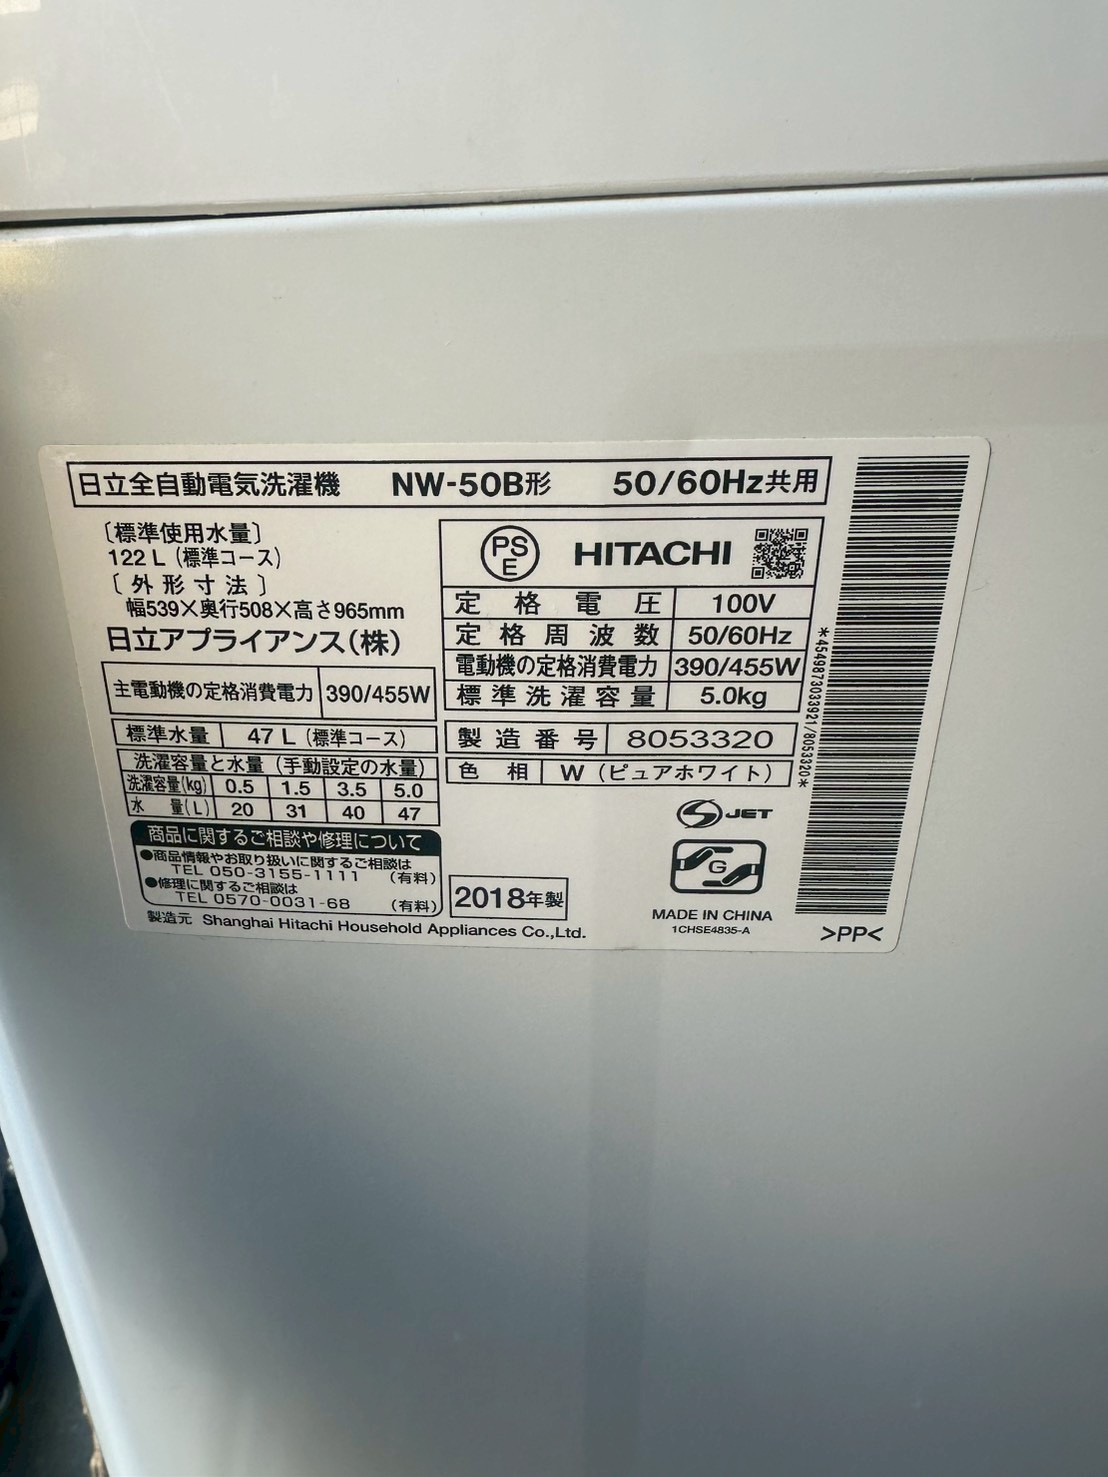 日立全自動電気洗濯機 NW-50B形 50/60Hz共用
〔標準使用水量〕
122 L (標準コース)
〔外形寸法〕
幅539×奥行508×高さ965mm
日立アプライアンス(株)
主電動機の定格消費電力 390/455W
標準水量 47 L (標準コース)
洗濯容量と水量 (手動設定の水量)
洗濯容量(kg) 0.5 1.5 3.5 5.0
水 量(L) 20 31 40 47
商品に関するご相談や修理について
●商品情報やお取り扱いに関するご相談は
TEL 050-3155-1111 (有料)
●修理に関するご相談は
TEL 0570-0031-68 (有料)
製造元 Shanghai Hitachi Household Appliances Co.,Ltd.
PS
E
HITACHI
定格電圧 100V
定格周波数 50/60Hz
電動機の定格消費電力 390/455W
標準洗濯容量 5.0kg
製造番号 8053320
色相 W (ピュアホワイト)
S JET
G
2018年製
MADE IN CHINA
1CHSE4835-A
>PP<
*4549873033921/8053320*